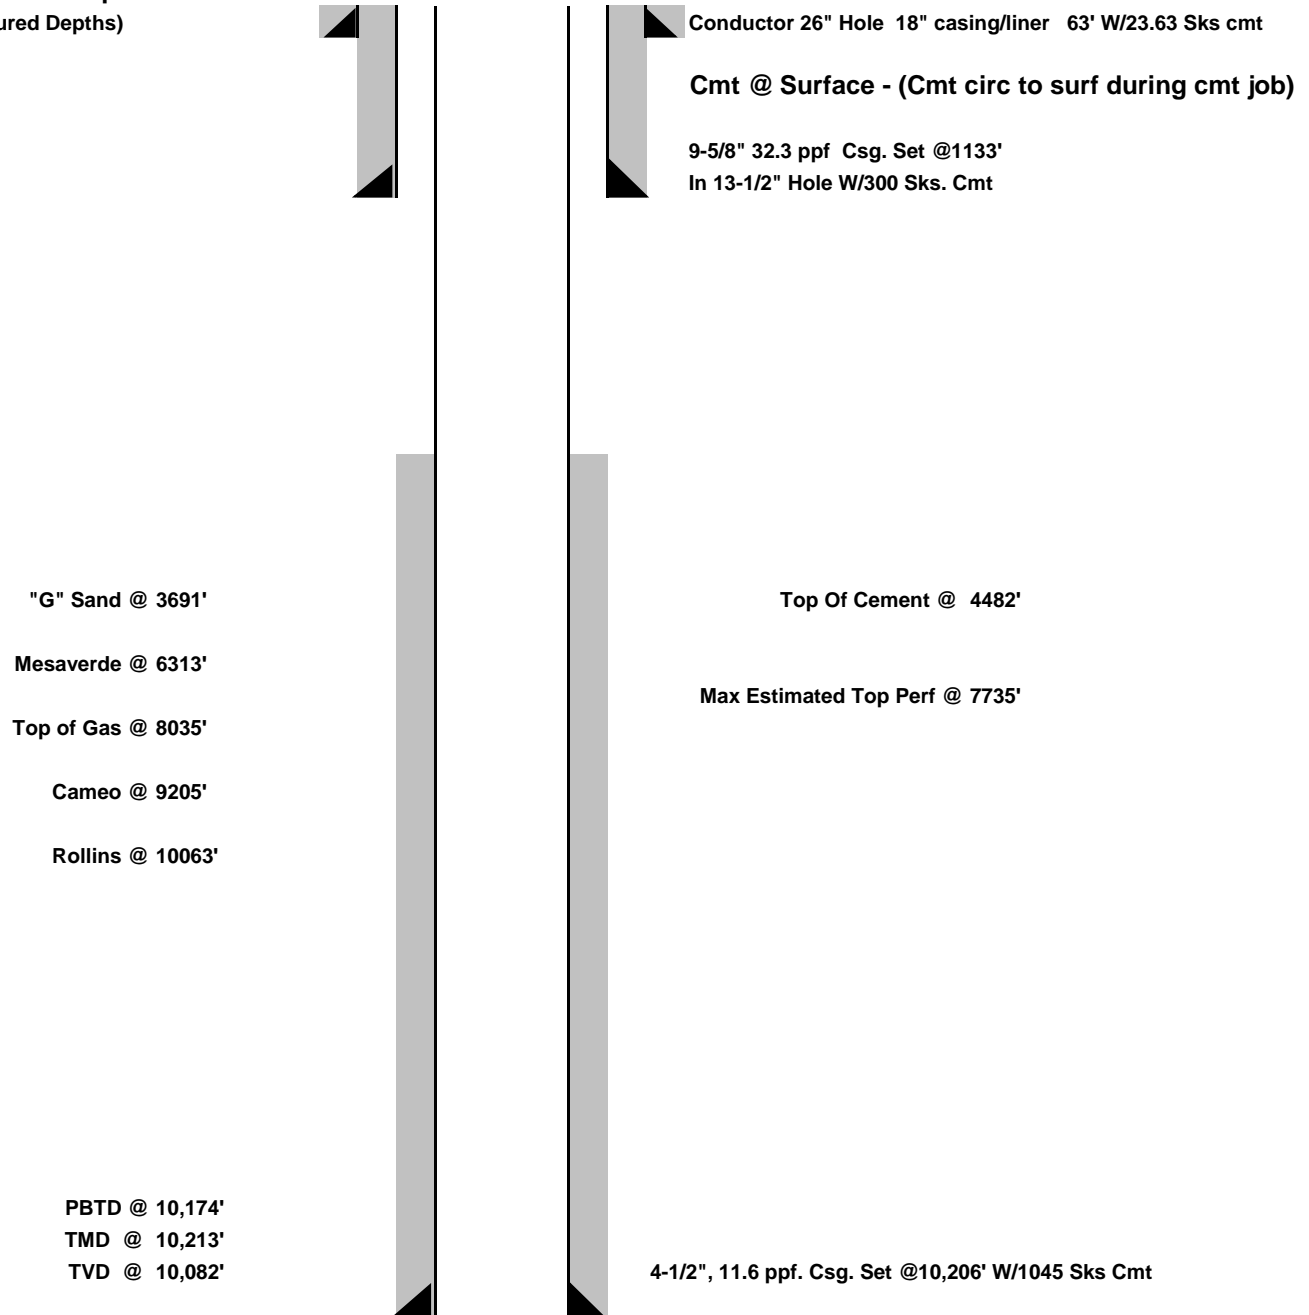 ured Depths)
Conductor 26" Hole 18" casing/liner 63' W/23.63 Sks cmt
Cmt @ Surface - (Cmt circ to surf during cmt job)
9-5/8" 32.3 ppf Csg. Set @1133'
In 13-1/2" Hole W/300 Sks. Cmt
"G" Sand @ 3691'
Top Of Cement @ 4482'
Mesaverde @ 6313'
Max Estimated Top Perf @ 7735'
Top of Gas @ 8035'
Cameo @ 9205'
Rollins @ 10063'
PBTD @ 10,174'
TMD @ 10,213'
TVD @ 10,082'
4-1/2", 11.6 ppf. Csg. Set @10,206' W/1045 Sks Cmt